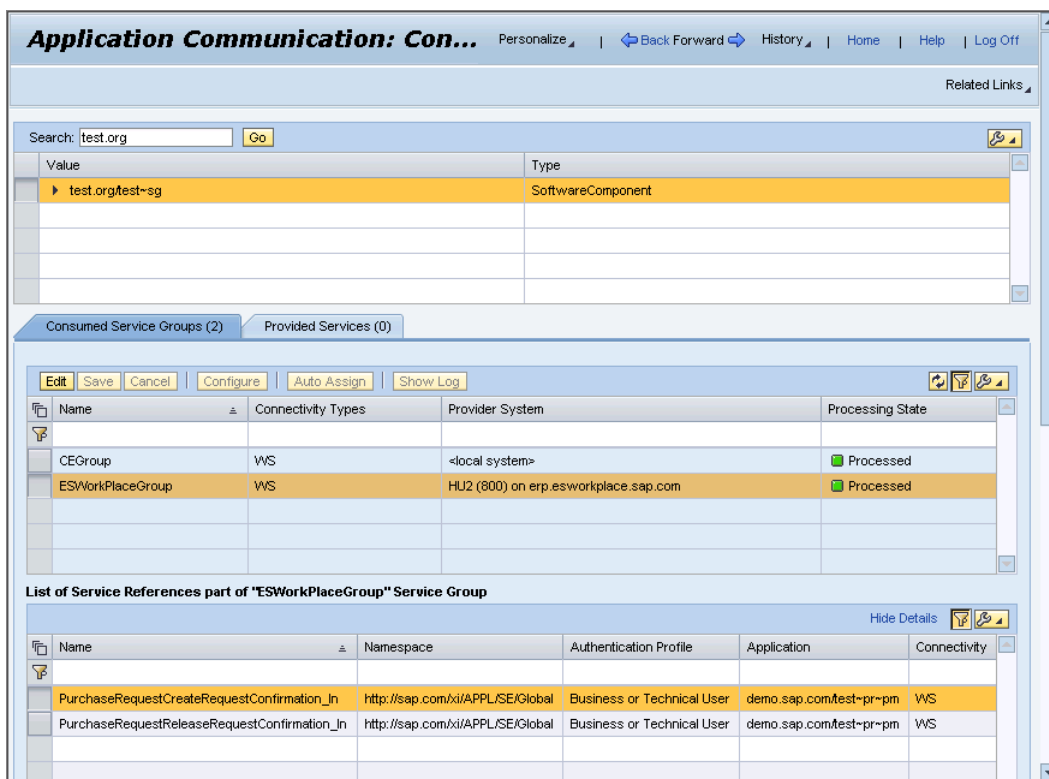 Application Communication: Con... Personalize | Back Forward History | Home | Help | Log Off
Related Links
Search: test.org Go
Value Type
test.org/test~sg SoftwareComponent
Consumed Service Groups (2) Provided Services (0)
Edit Save Cancel | Configure | Auto Assign | Show Log
Name Connectivity Types Provider System Processing State
CEGroup WS <local system> Processed
ESWorkPlaceGroup WS HU2 (800) on erp.esworkplace.sap.com Processed
List of Service References part of "ESWorkPlaceGroup" Service Group
Hide Details
Name Namespace Authentication Profile Application Connectivity
PurchaseRequestCreateRequestConfirmation_In http://sap.com/xi/APPL/SE/Global Business or Technical User demo.sap.com/test~pr~pm WS
PurchaseRequestReleaseRequestConfirmation_In http://sap.com/xi/APPL/SE/Global Business or Technical User demo.sap.com/test~pr~pm WS